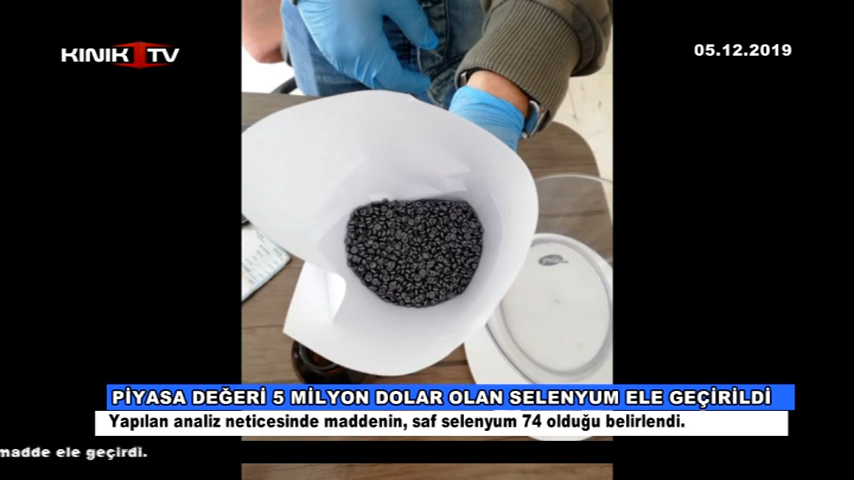 KINIK TV
05.12.2019
PİYASA DEĞERİ 5 MİLYON DOLAR OLAN SELENYUM ELE GEÇİRİLDİ
Yapılan analiz neticesinde maddenin, saf selenyum 74 olduğu belirlendi.
madde ele geçirdi.